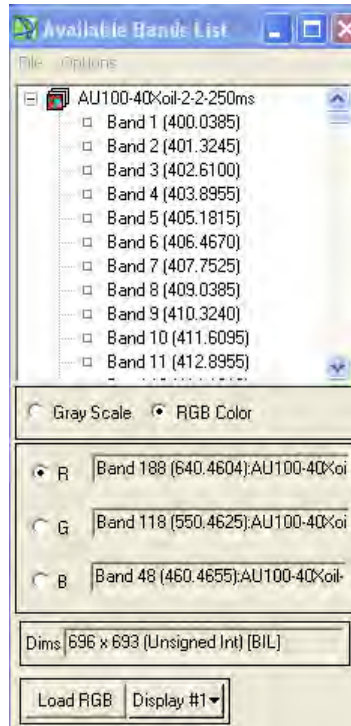 Available Bands List
File Options
AU100-40Xoil-2-2-250ms
Band 1 (400.0385)
Band 2 (401.3245)
Band 3 (402.6100)
Band 4 (403.8955)
Band 5 (405.1815)
Band 6 (406.4670)
Band 7 (407.7525)
Band 8 (409.0385)
Band 9 (410.3240)
Band 10 (411.6095)
Band 11 (412.8955)
Gray Scale RGB Color
R Band 188 (640.4604):AU100-40Xoi
G Band 118 (550.4625):AU100-40Xoi
B Band 48 (460.4655):AU100-40Xoil-
Dims 696 x 693 (Unsigned Int) [BIL]
Load RGB Display #1